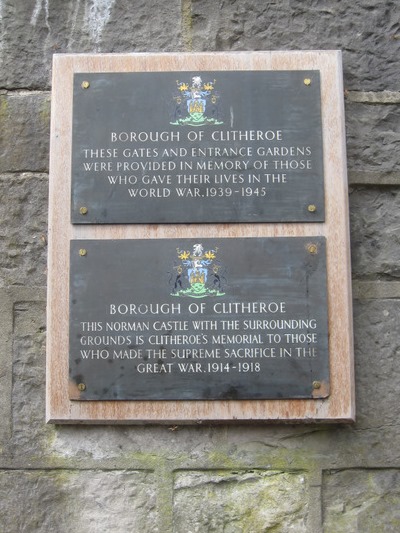 BOROUGH OF CLITHEROE
THESE GATES AND ENTRANCE GARDENS
WERE PROVIDED IN MEMORY OF THOSE
WHO GAVE THEIR LIVES IN THE
WORLD WAR, 1939-1945
BOROUGH OF CLITHEROE
THIS NORMAN CASTLE WITH THE SURROUNDING
GROUNDS IS CLITHEROE'S MEMORIAL TO THOSE
WHO MADE THE SUPREME SACRIFICE IN THE
GREAT WAR, 1914-1918